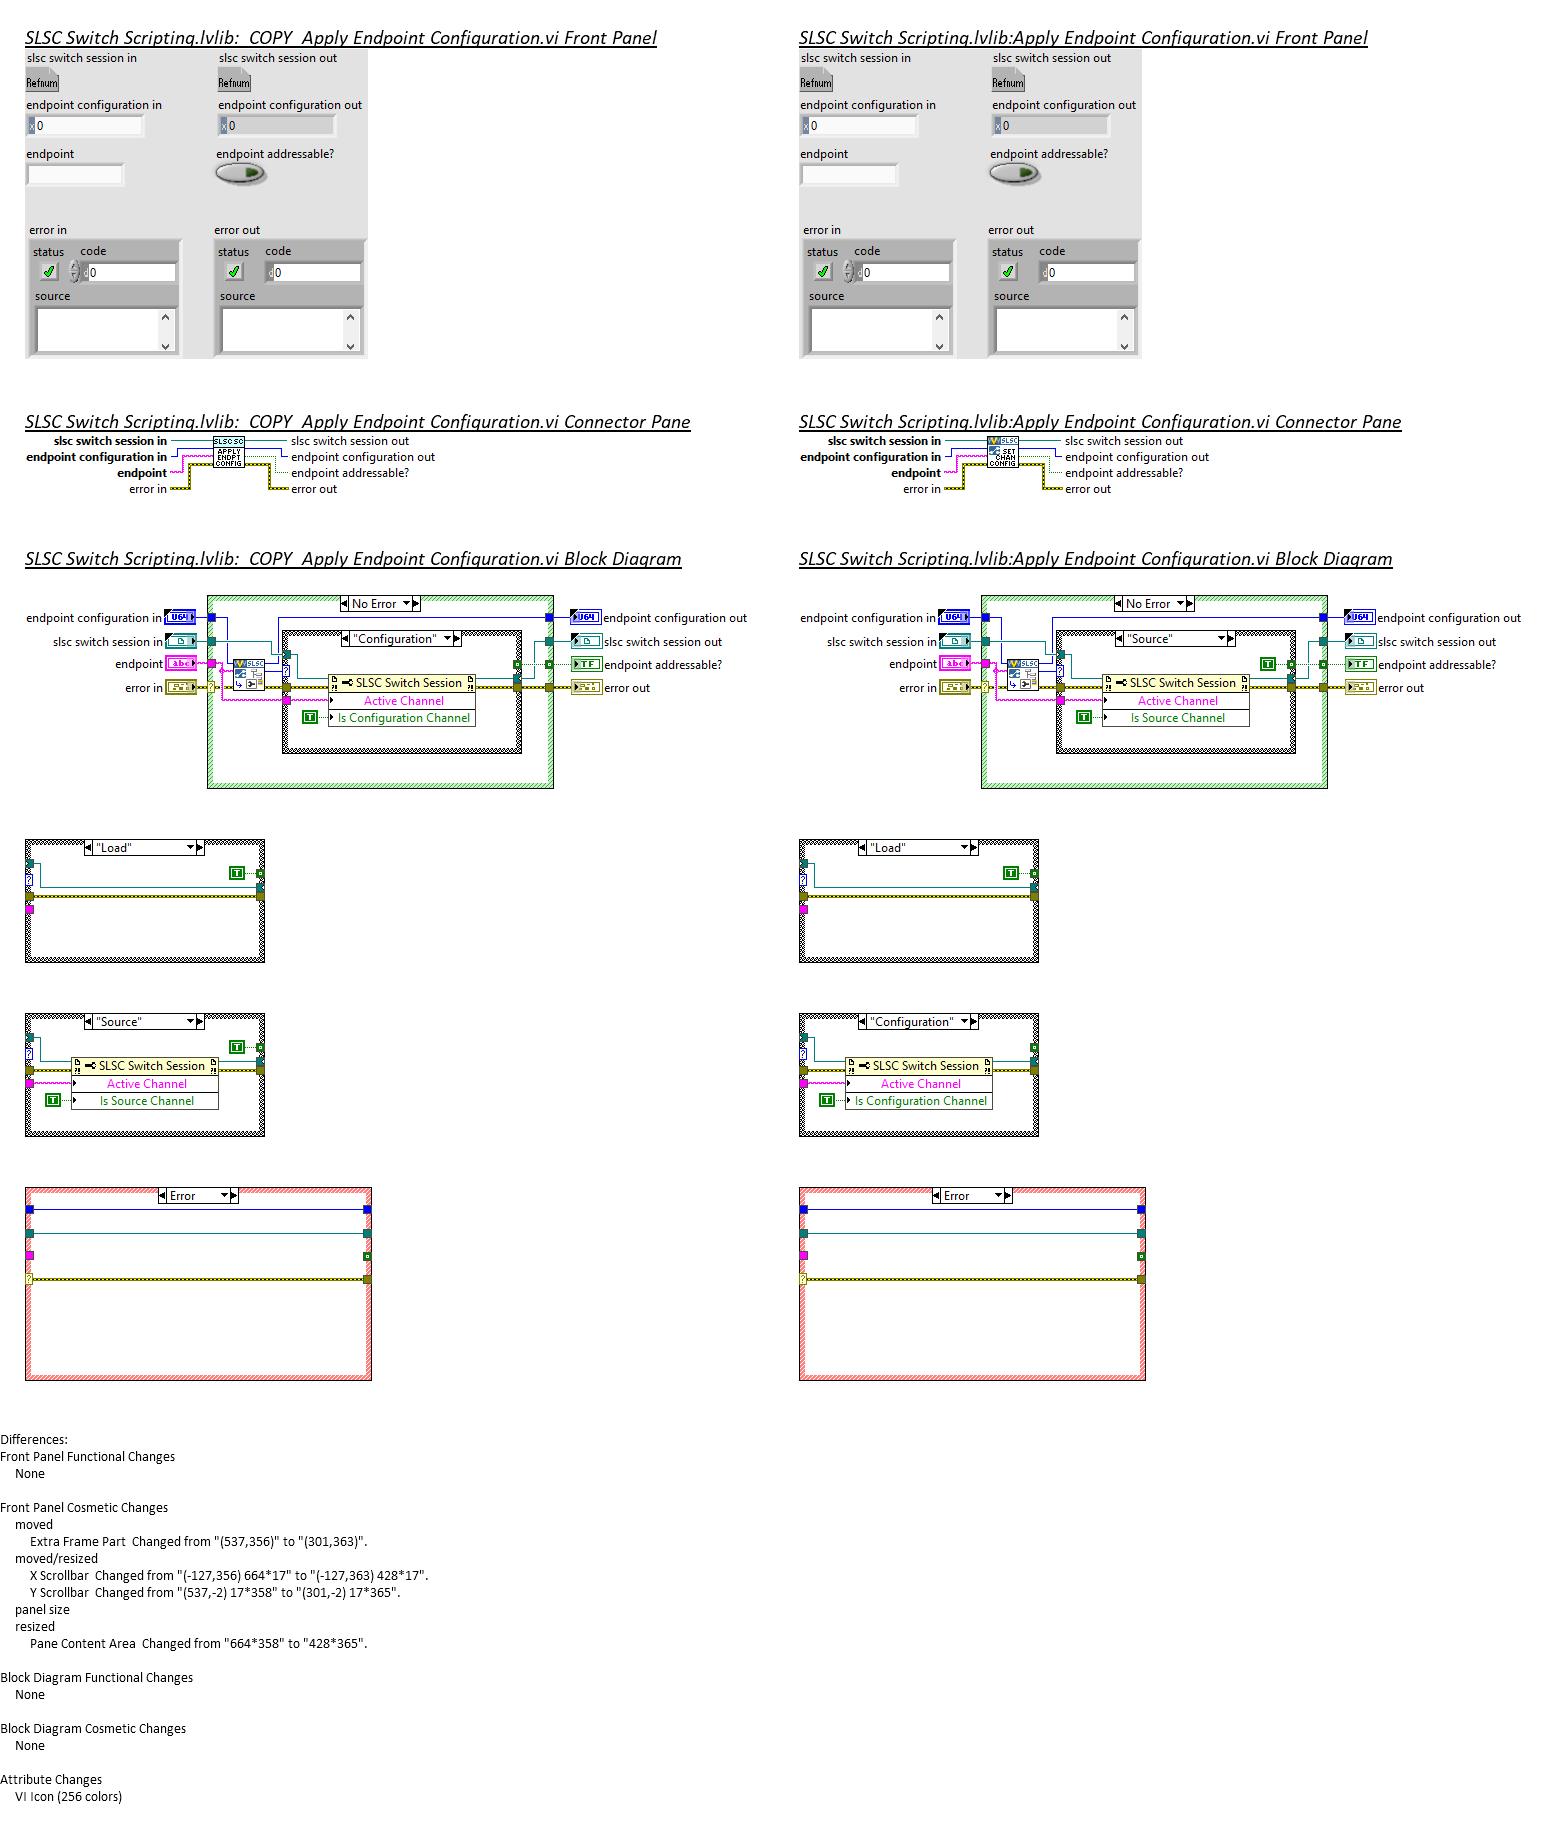 SLSC Switch Scripting.lvlib:  COPY  Apply Endpoint Configuration.vi Front Panel
slsc switch session in
slsc switch session out
Refnum
Refnum
endpoint configuration in
endpoint configuration out
x 0
x 0
endpoint
endpoint addressable?
error in
error out
status
code
status
code
d 0
d 0
source
source
SLSC Switch Scripting.lvlib:Apply Endpoint Configuration.vi Front Panel
slsc switch session in
slsc switch session out
Refnum
Refnum
endpoint configuration in
endpoint configuration out
x 0
x 0
endpoint
endpoint addressable?
error in
error out
status
code
status
code
d 0
d 0
source
source
SLSC Switch Scripting.lvlib:  COPY  Apply Endpoint Configuration.vi Connector Pane
slsc switch session in
slsc switch session out
endpoint configuration in
endpoint configuration out
endpoint
endpoint addressable?
error in
error out
SLSC SC
APPLY
ENDPT
CONFIG
SLSC Switch Scripting.lvlib:Apply Endpoint Configuration.vi Connector Pane
slsc switch session in
slsc switch session out
endpoint configuration in
endpoint configuration out
endpoint
endpoint addressable?
error in
error out
SLSC
SET
CHAN
CONFIG
SLSC Switch Scripting.lvlib:  COPY  Apply Endpoint Configuration.vi Block Diagram
No Error
endpoint configuration in
U64
U64
endpoint configuration out
"Configuration"
slsc switch session in
slsc switch session out
endpoint
abc
SLSC
TF
endpoint addressable?
error in
SLSC Switch Session
error out
Active Channel
T
Is Configuration Channel
SLSC Switch Scripting.lvlib:Apply Endpoint Configuration.vi Block Diagram
No Error
endpoint configuration in
U64
U64
endpoint configuration out
"Source"
slsc switch session in
slsc switch session out
endpoint
abc
SLSC
T
TF
endpoint addressable?
error in
SLSC Switch Session
error out
Active Channel
T
Is Source Channel
"Load"
T
"Load"
T
"Source"
T
SLSC Switch Session
Active Channel
T
Is Source Channel
"Configuration"
SLSC Switch Session
Active Channel
T
Is Configuration Channel
Error
Error
Differences:
Front Panel Functional Changes
None
Front Panel Cosmetic Changes
moved
Extra Frame Part  Changed from "(537,356)" to "(301,363)".
moved/resized
X Scrollbar  Changed from "(-127,356) 664*17" to "(-127,363) 428*17".
Y Scrollbar  Changed from "(537,-2) 17*358" to "(301,-2) 17*365".
panel size
resized
Pane Content Area  Changed from "664*358" to "428*365".
Block Diagram Functional Changes
None
Block Diagram Cosmetic Changes
None
Attribute Changes
VI Icon (256 colors)